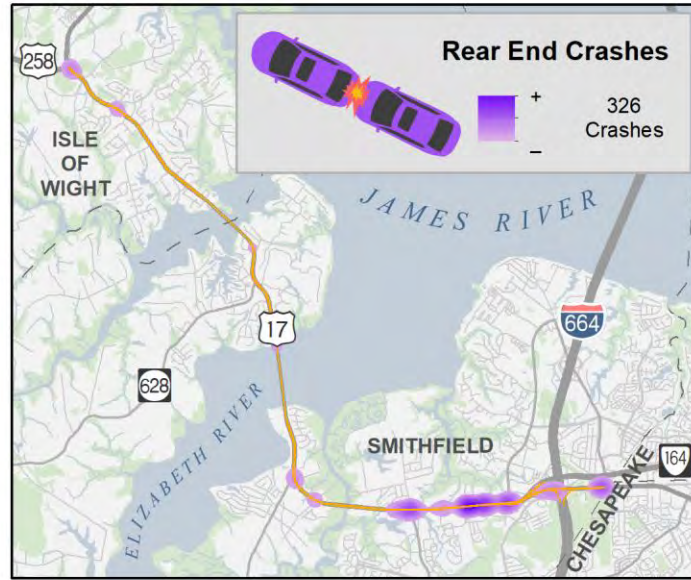 258
Rear End Crashes
+
326
Crashes
–
ISLE
OF
WIGHT
JAMES RIVER
17
664
628
ELIZABETH RIVER
SMITHFIELD
164
CHESAPEAKE